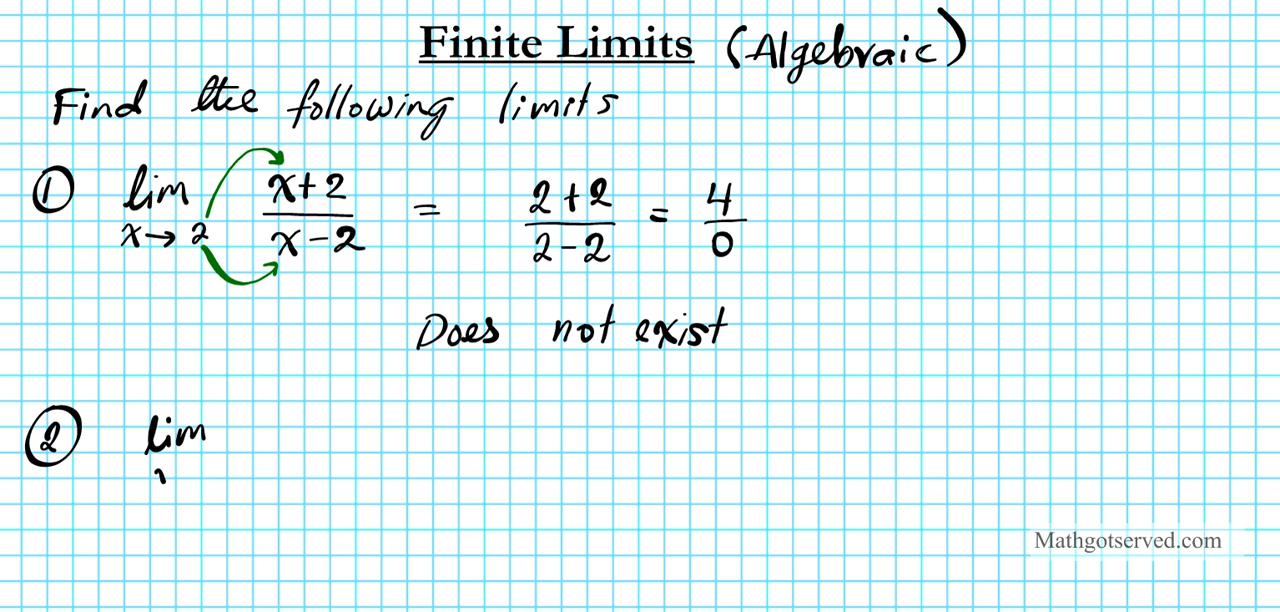 Finite Limits (Algebraic)
Find the following limits
① lim x→2 x+2/x−2 = 2+2/2−2 = 4/0
Does not exist
② lim
Mathgotserved.com